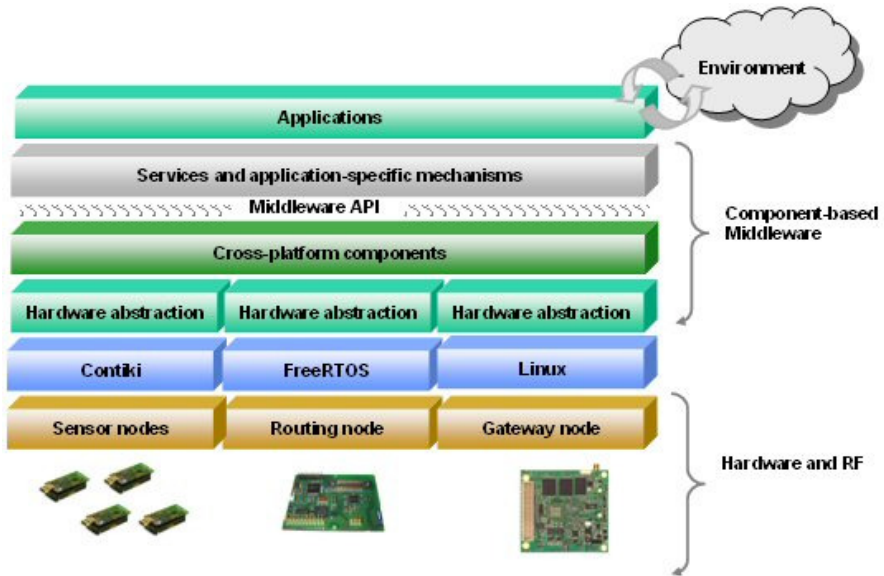 Environment
Applications
Services and application-specific mechanisms
Middleware API
Component-based
Middleware
Cross-platform components
Hardware abstraction
Hardware abstraction
Hardware abstraction
Contiki
FreeRTOS
Linux
Sensor nodes
Routing node
Gateway node
Hardware and RF